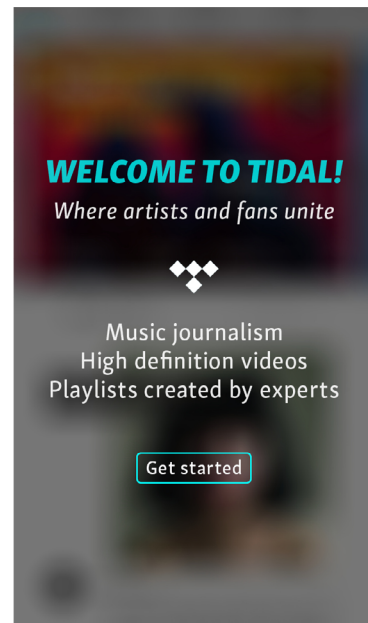 WELCOME TO TIDAL!
Where artists and fans unite
Music journalism
High definition videos
Playlists created by experts
Get started